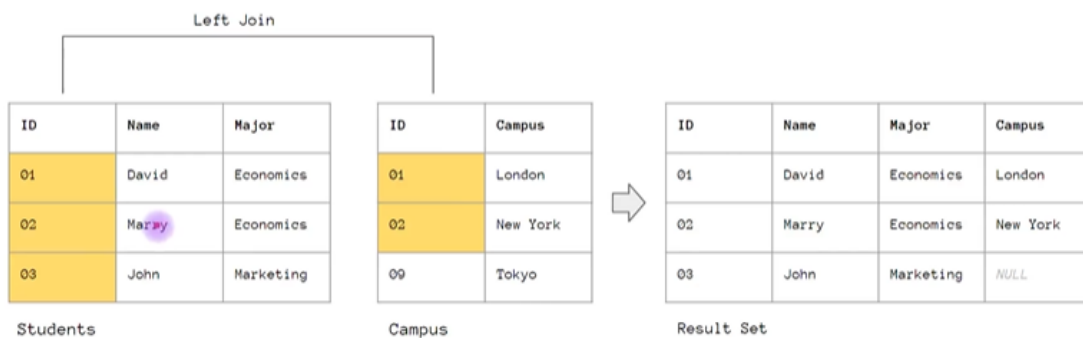 Left Join
ID Name Major ID Campus ID Name Major Campus
01 David Economics 01 London 01 David Economics London
02 Marry Economics 02 New York 02 Marry Economics New York
03 John Marketing 09 Tokyo 03 John Marketing NULL
Students Campus Result Set